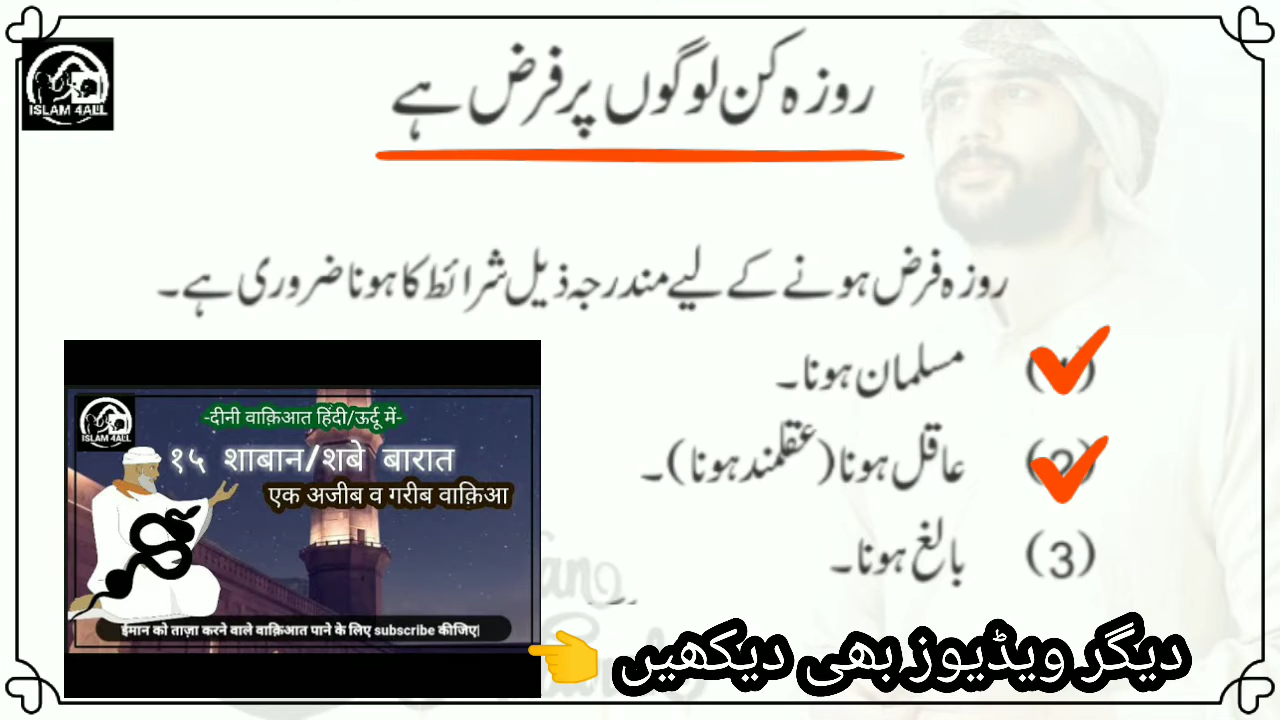 ISLAM 4ALL
روزہ کن لوگوں پر فرض ہے
روزہ فرض ہونے کے لیے مندرجہ ذیل شرائط کا ہونا ضروری ہے۔
مسلمان ہونا۔
(2) عاقل ہونا (عقلمند ہونا)۔
(3) بالغ ہونا۔
ISLAM 4ALL
-दीनी वाक़िआत हिंदी/ऊर्दू में-
१५ शाबान/शबे बारात
एक अजीब व गरीब वाक़िआ
ईमान को ताज़ा करने वाले वाक़िआत पाने के लिए subscribe कीजिए|
دیگر ویڈیوز بھی دیکھیں